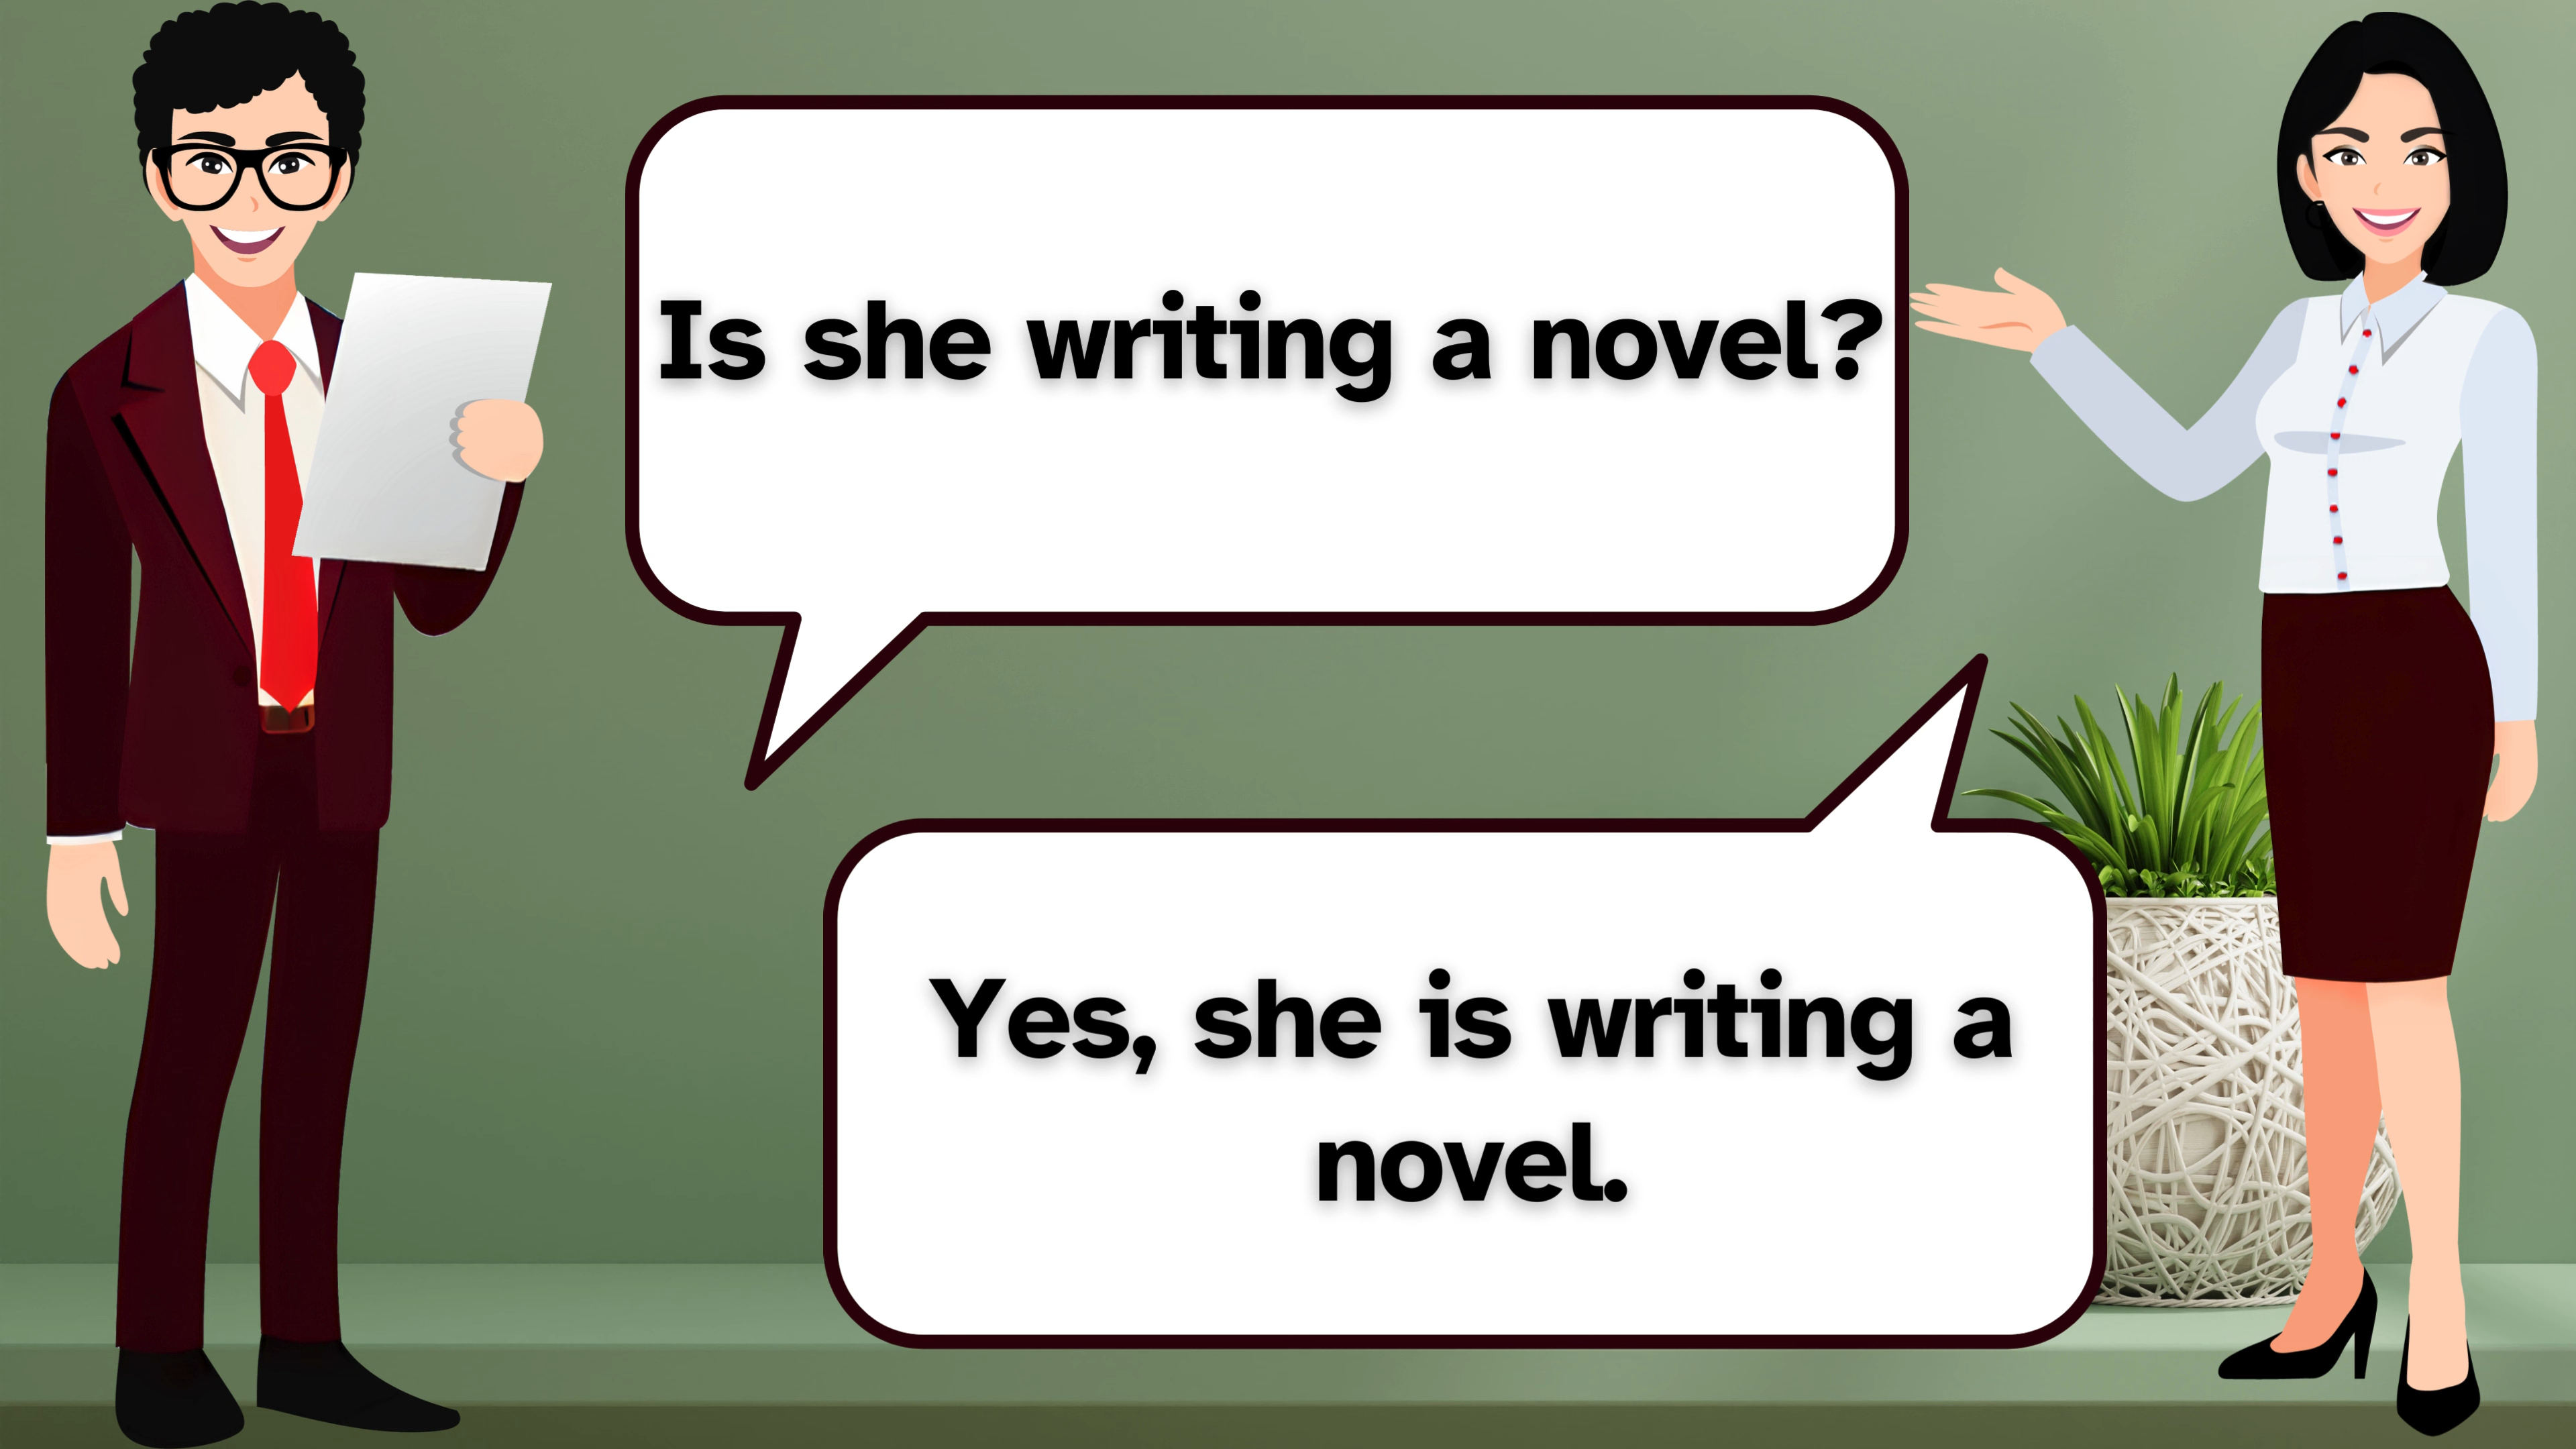 Is she writing a novel?
Yes, she is writing a
novel.